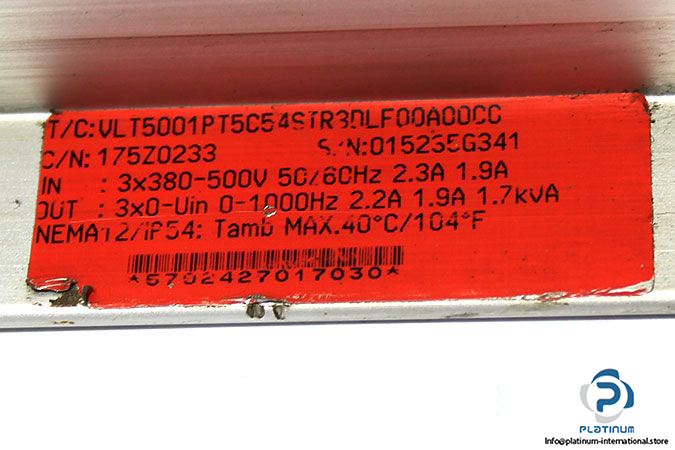 T/C:VLT5001PT5C54STR3DLF00A00C0
C/N:175Z0233 S/N:015235G341
IN : 3x380-500V 50/60Hz 2.3A 1.9A
OUT : 3x0-Uin 0-1000Hz 2.2A 1.9A 1.7kVA
NEMA12/IP54: Tamb MAX.40°C/104°F
*5702427017030*
PLATINUM
Info@platinum-international.store